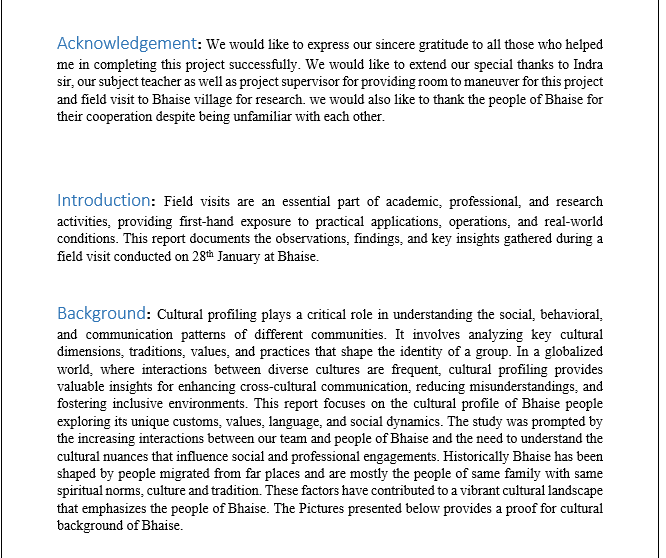 Acknowledgement: We would like to express our sincere gratitude to all those who helped
me in completing this project successfully. We would like to extend our special thanks to Indra
sir, our subject teacher as well as project supervisor for providing room to maneuver for this project
and field visit to Bhaise village for research. we would also like to thank the people of Bhaise for
their cooperation despite being unfamiliar with each other.
Introduction: Field visits are an essential part of academic, professional, and research
activities, providing first-hand exposure to practical applications, operations, and real-world
conditions. This report documents the observations, findings, and key insights gathered during a
field visit conducted on 28th January at Bhaise.
Background: Cultural profiling plays a critical role in understanding the social, behavioral,
and communication patterns of different communities. It involves analyzing key cultural
dimensions, traditions, values, and practices that shape the identity of a group. In a globalized
world, where interactions between diverse cultures are frequent, cultural profiling provides
valuable insights for enhancing cross-cultural communication, reducing misunderstandings, and
fostering inclusive environments. This report focuses on the cultural profile of Bhaise people
exploring its unique customs, values, language, and social dynamics. The study was prompted by
the increasing interactions between our team and people of Bhaise and the need to understand the
cultural nuances that influence social and professional engagements. Historically Bhaise has been
shaped by people migrated from far places and are mostly the people of same family with same
spiritual norms, culture and tradition. These factors have contributed to a vibrant cultural landscape
that emphasizes the people of Bhaise. The Pictures presented below provides a proof for cultural
background of Bhaise.